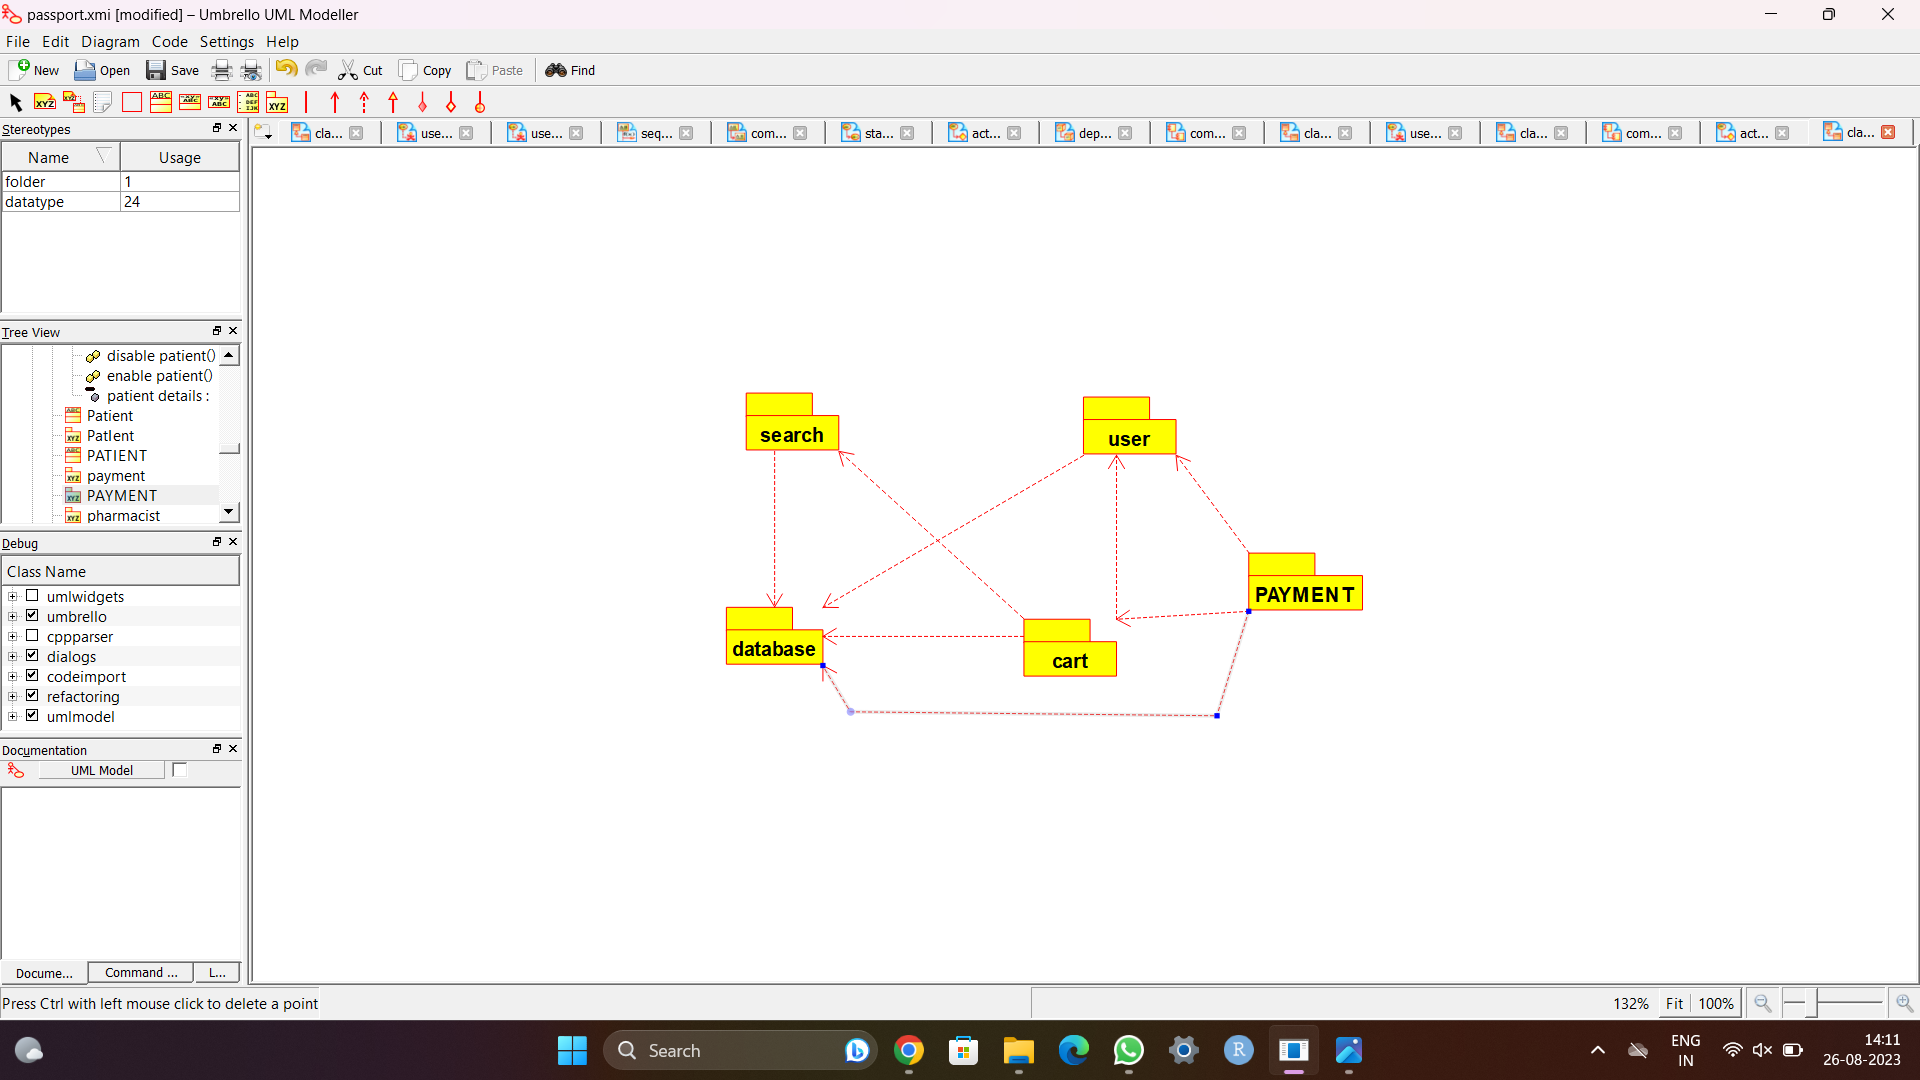 passport.xmi [modified] – Umbrello UML Modeller
File Edit Diagram Code Settings Help
New Open Save Cut Copy Paste Find
Stereotypes
cla... use... use... seq... com... sta... act... dep... com... cla... use... cla... com... act... cla...
Name Usage
folder 1
datatype 24
Tree View
disable patient()
enable patient()
patient details :
Patient
PatIent
PATIENT
payment
PAYMENT
pharmacist
search
user
PAYMENT
database
cart
Debug
Class Name
umlwidgets
umbrello
cppparser
dialogs
codeimport
refactoring
umlmodel
Documentation
UML Model
Docume... Command ... L...
Press Ctrl with left mouse click to delete a point
132% Fit 100%
Search
ENG
IN
14:11
26-08-2023